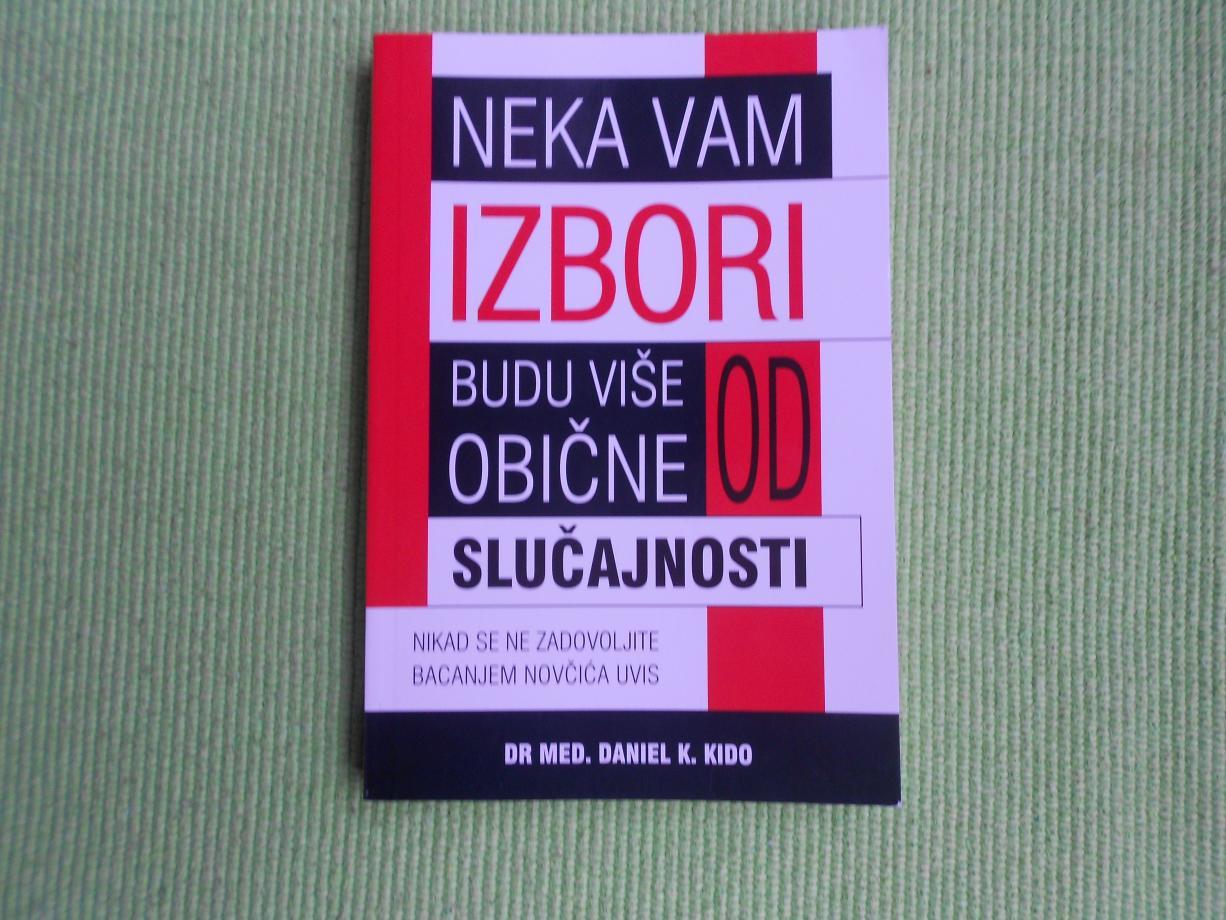 NEKA VAM
IZBORI
BUDU VIŠE OD
OBIČNE
SLUČAJNOSTI
NIKAD SE NE ZADOVOLJITE
BACANJEM NOVČIĆA UVIS
DR MED. DANIEL K. KIDO